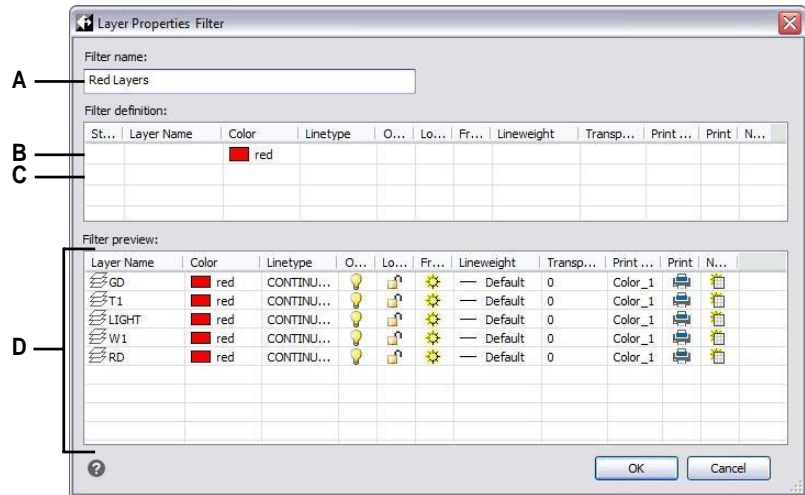 Layer Properties Filter
Filter name:
A
Red Layers
Filter definition:
St... Layer Name Color Linetype O... Lo... Fr... Lineweight Transp... Print ... Print N...
B
red
C
Filter preview:
Layer Name Color Linetype O... Lo... Fr... Lineweight Transp... Print ... Print N...
GD red CONTINU... Default 0 Color_1
T1 red CONTINU... Default 0 Color_1
LIGHT red CONTINU... Default 0 Color_1
D
W1 red CONTINU... Default 0 Color_1
RD red CONTINU... Default 0 Color_1
?
OK Cancel